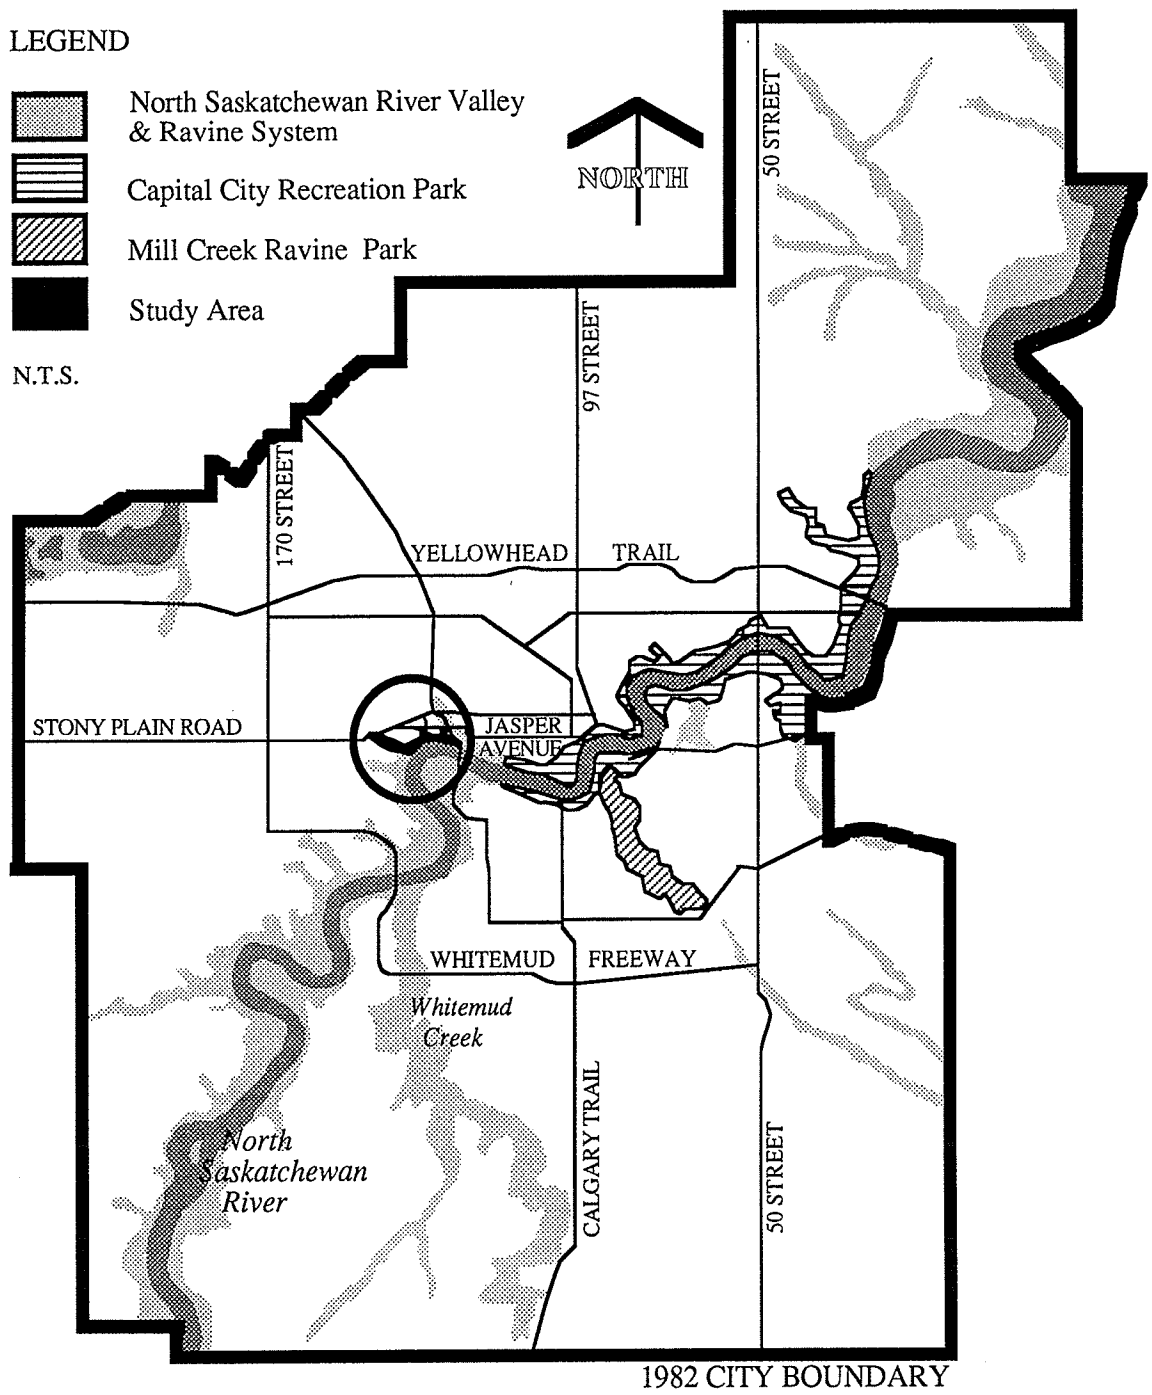 LEGEND
North Saskatchewan River Valley
& Ravine System
Capital City Recreation Park
Mill Creek Ravine Park
Study Area
N.T.S.
NORTH
50 STREET
97 STREET
170 STREET
YELLOWHEAD TRAIL
STONY PLAIN ROAD
JASPER
AVENUE
WHITEMUD FREEWAY
Whitemud
Creek
CALGARY TRAIL
50 STREET
North
Saskatchewan
River
1982 CITY BOUNDARY